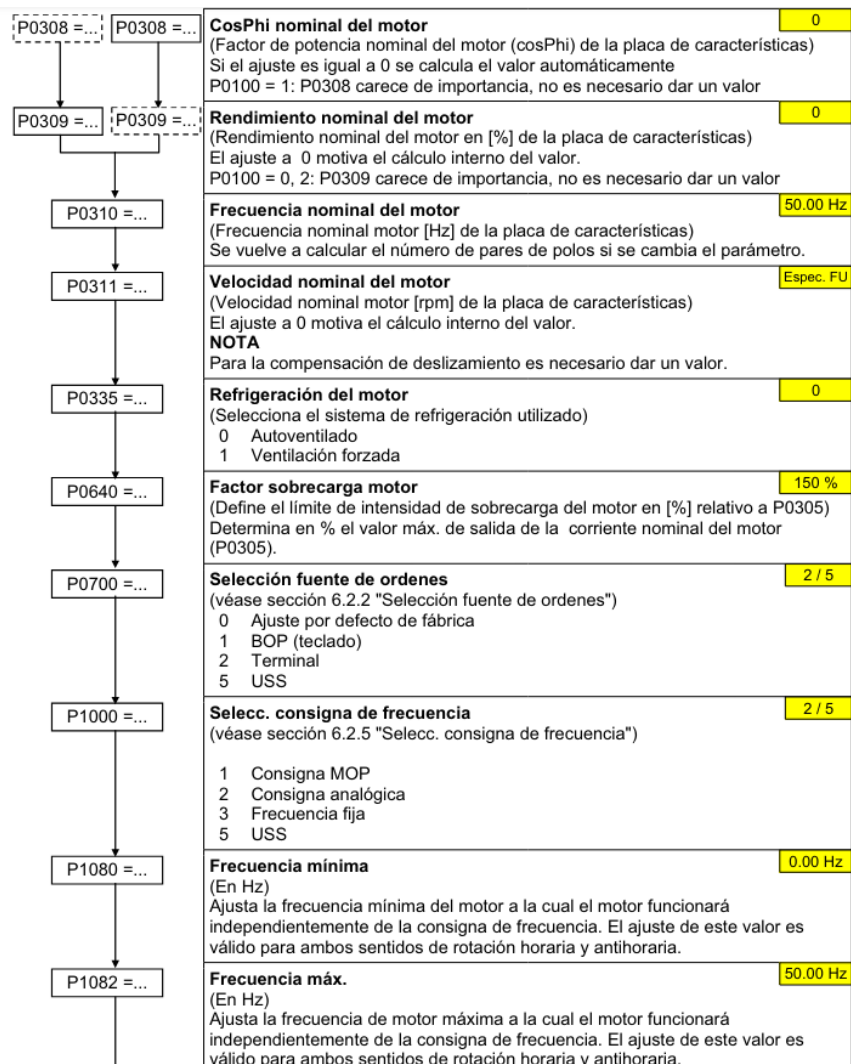 P0308 =...
P0308 =...
CosPhi nominal del motor
0
(Factor de potencia nominal del motor (cosPhi) de la placa de características)
Si el ajuste es igual a 0 se calcula el valor automáticamente
P0100 = 1: P0308 carece de importancia, no es necesario dar un valor
P0309 =...
P0309 =...
Rendimiento nominal del motor
0
(Rendimiento nominal del motor en [%] de la placa de características)
El ajuste a 0 motiva el cálculo interno del valor.
P0100 = 0, 2: P0309 carece de importancia, no es necesario dar un valor
P0310 =...
Frecuencia nominal del motor
50.00 Hz
(Frecuencia nominal motor [Hz] de la placa de características)
Se vuelve a calcular el número de pares de polos si se cambia el parámetro.
P0311 =...
Velocidad nominal del motor
Espec. FU
(Velocidad nominal motor [rpm] de la placa de características)
El ajuste a 0 motiva el cálculo interno del valor.
NOTA
Para la compensación de deslizamiento es necesario dar un valor.
P0335 =...
Refrigeración del motor
0
(Selecciona el sistema de refrigeración utilizado)
0 Autoventilado
1 Ventilación forzada
P0640 =...
Factor sobrecarga motor
150 %
(Define el límite de intensidad de sobrecarga del motor en [%] relativo a P0305)
Determina en % el valor máx. de salida de la corriente nominal del motor
(P0305).
P0700 =...
Selección fuente de ordenes
2 / 5
(véase sección 6.2.2 "Selección fuente de ordenes")
0 Ajuste por defecto de fábrica
1 BOP (teclado)
2 Terminal
5 USS
P1000 =...
Selecc. consigna de frecuencia
2 / 5
(véase sección 6.2.5 "Selecc. consigna de frecuencia")
1 Consigna MOP
2 Consigna analógica
3 Frecuencia fija
5 USS
P1080 =...
Frecuencia mínima
0.00 Hz
(En Hz)
Ajusta la frecuencia mínima del motor a la cual el motor funcionará
independientemente de la consigna de frecuencia. El ajuste de este valor es
válido para ambos sentidos de rotación horaria y antihoraria.
P1082 =...
Frecuencia máx.
50.00 Hz
(En Hz)
Ajusta la frecuencia de motor máxima a la cual el motor funcionará
independientemente de la consigna de frecuencia. El ajuste de este valor es
válido para ambos sentidos de rotación horaria y antihoraria.